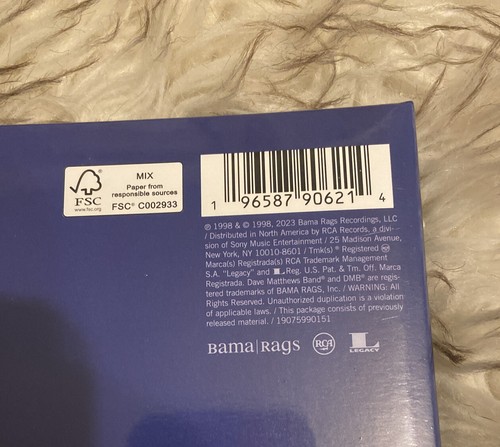 FSC
www.fsc.org
MIX
Paper from
responsible sources
FSC® C002933
1 96587 90621 4
℗ 1998 & © 1998, 2023 Bama Rags Recordings, LLC
/ Distributed in North America by RCA Records, a divi-
sion of Sony Music Entertainment / 25 Madison Avenue,
New York, NY 10010-8601 / Tmk(s) ® Registered
Marca(s) Registrada(s) RCA Trademark Management
S.A. "Legacy" and L Reg. U.S. Pat. & Tm. Off. Marca
Registrada. Dave Matthews Band® and DMB® are regis-
tered trademarks of BAMA RAGS, Inc. / WARNING: All
Rights Reserved. Unauthorized duplication is a violation
of applicable laws. / This package consists of previously
released material. / 19075990151
Bama|Rags RCA LEGACY